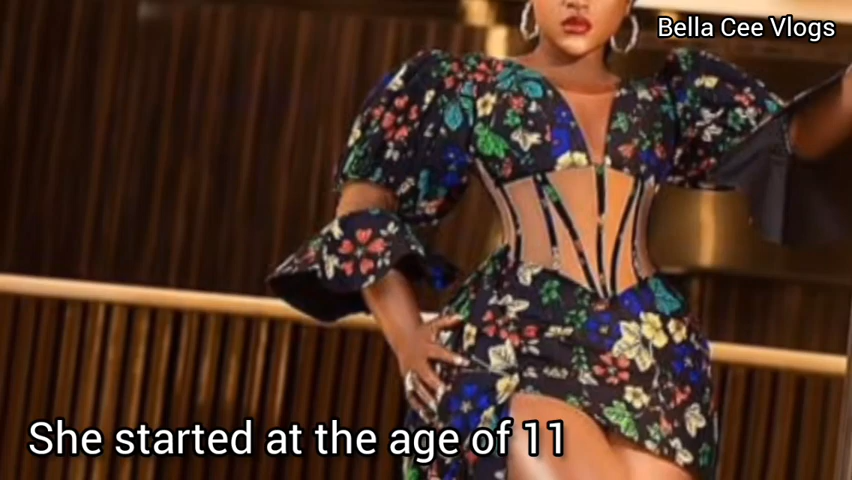 Bella Cee Vlogs
She started at the age of 11